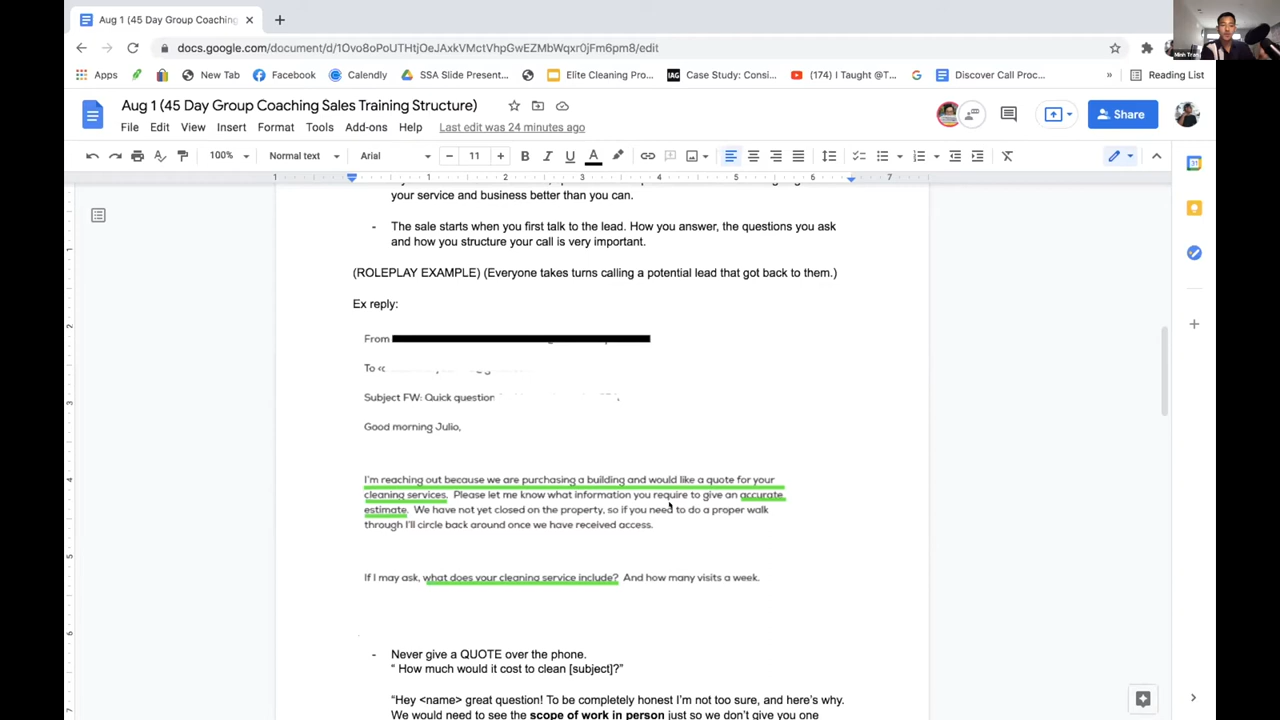 Aug 1 (45 Day Group Coaching
docs.google.com/document/d/1Ovo8oPoUTHtjOeJAxkVMctVhpGwEZMbWqxr0jFm6pm8/edit
Minh Tran
Apps New Tab Facebook Calendly SSA Slide Present... Elite Cleaning Pro... IAG Case Study: Consi... (174) I Taught @T... Discover Call Proc... » Reading List
Aug 1 (45 Day Group Coaching Sales Training Structure)
File Edit View Insert Format Tools Add-ons Help Last edit was 24 minutes ago
Share
100% Normal text Arial 11
1 1 2 3 4 5 6 7
your service and business better than you can.
- The sale starts when you first talk to the lead. How you answer, the questions you ask
and how you structure your call is very important.
(ROLEPLAY EXAMPLE) (Everyone takes turns calling a potential lead that got back to them.)
Ex reply:
From
To
Subject FW: Quick question
Good morning Julio,
I'm reaching out because we are purchasing a building and would like a quote for your
cleaning services. Please let me know what information you require to give an accurate
estimate. We have not yet closed on the property, so if you need to do a proper walk
through I'll circle back around once we have received access.
If I may ask, what does your cleaning service include? And how many visits a week.
- Never give a QUOTE over the phone.
" How much would it cost to clean [subject]?"
"Hey <name> great question! To be completely honest I'm not too sure, and here's why.
We would need to see the scope of work in person just so we don't give you one